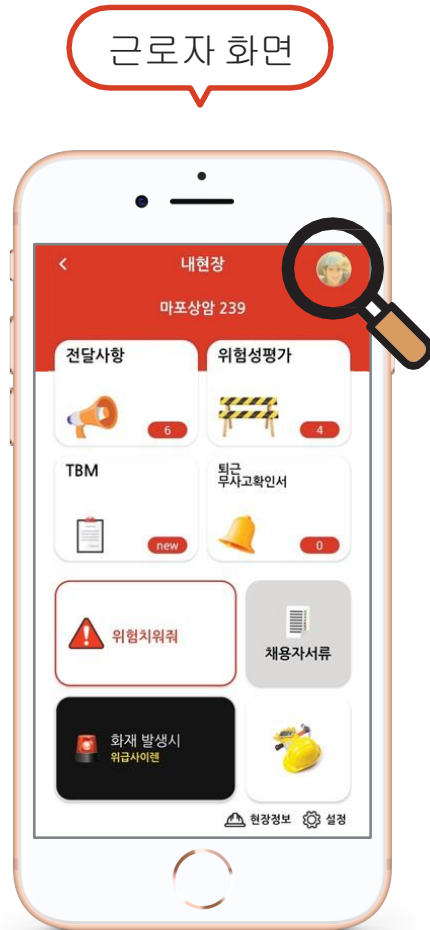 근로자 화면
내현장
마포상암 239
전달사항
위험성평가
6
4
TBM
퇴근
무사고확인서
new
0
위험치워줘
채용자서류
화재 발생시
위급사이렌
현장정보
설정